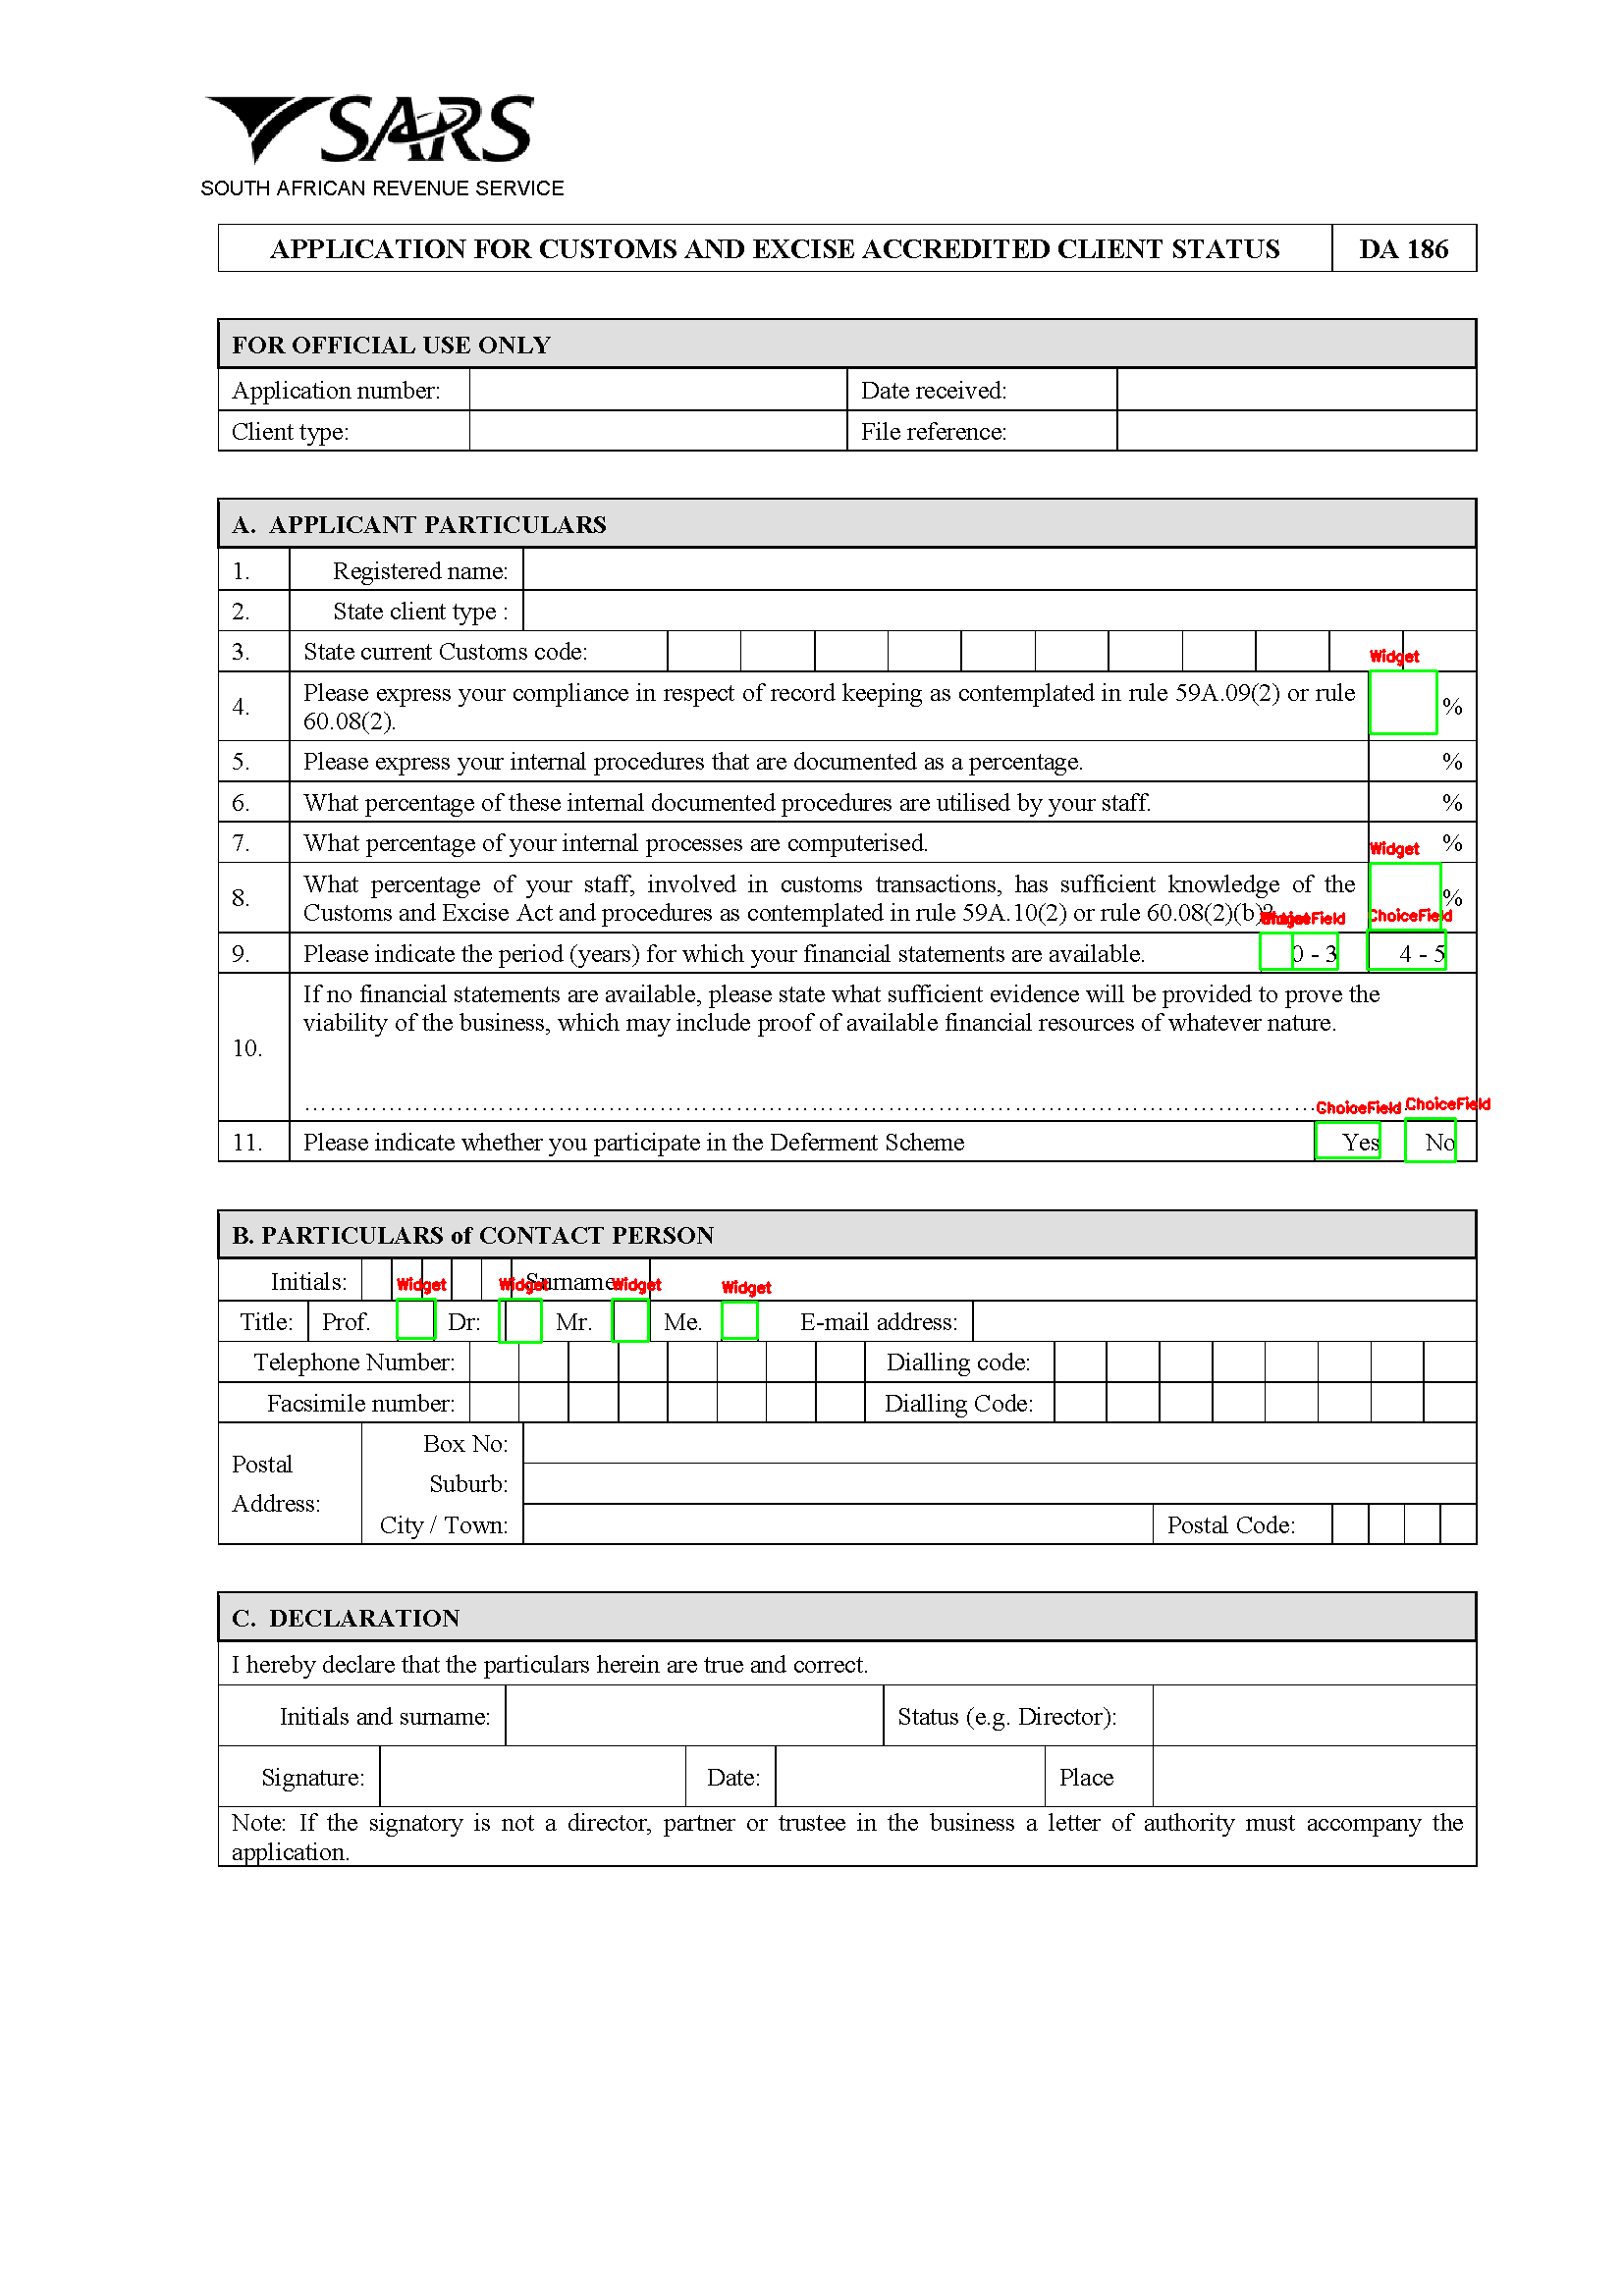 SARS
SOUTH AFRICAN REVENUE SERVICE
APPLICATION FOR CUSTOMS AND EXCISE ACCREDITED CLIENT STATUS DA 186
FOR OFFICIAL USE ONLY
Application number: Date received:
Client type: File reference:
A. APPLICANT PARTICULARS
1. Registered name:
2. State client type :
3. State current Customs code:
Widget
4. Please express your compliance in respect of record keeping as contemplated in rule 59A.09(2) or rule
60.08(2). %
5. Please express your internal procedures that are documented as a percentage. %
6. What percentage of these internal documented procedures are utilised by your staff. %
7. What percentage of your internal processes are computerised. %
Widget
8. What percentage of your staff, involved in customs transactions, has sufficient knowledge of the
Customs and Excise Act and procedures as contemplated in rule 59A.10(2) or rule 60.08(2)(b)? %
Widget ChoiceField ChoiceField
9. Please indicate the period (years) for which your financial statements are available. 0 - 3 4 - 5
10. If no financial statements are available, please state what sufficient evidence will be provided to prove the
viability of the business, which may include proof of available financial resources of whatever nature.
……………………………………………………………………………………………………………
ChoiceField ChoiceField
11. Please indicate whether you participate in the Deferment Scheme Yes No
B. PARTICULARS of CONTACT PERSON
Initials: Surname
Widget Widget Widget Widget
Title: Prof. Dr: Mr. Me. E-mail address:
Telephone Number: Dialling code:
Facsimile number: Dialling Code:
Postal
Address:
Box No:
Suburb:
City / Town: Postal Code:
C. DECLARATION
I hereby declare that the particulars herein are true and correct.
Initials and surname: Status (e.g. Director):
Signature: Date: Place
Note: If the signatory is not a director, partner or trustee in the business a letter of authority must accompany the
application.